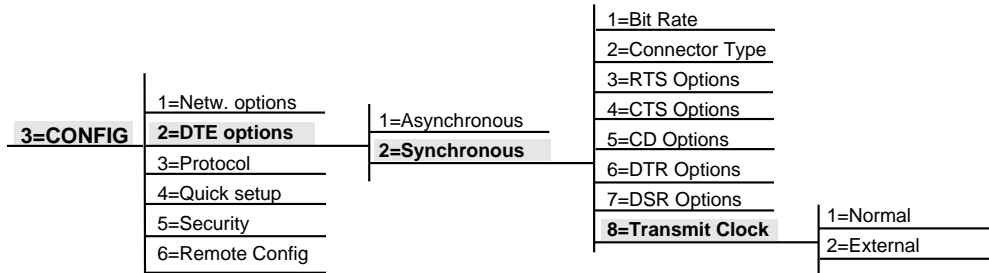 3=CONFIG
1=Netw. options
2=DTE options
3=Protocol
4=Quick setup
5=Security
6=Remote Config
1=Asynchronous
2=Synchronous
1=Bit Rate
2=Connector Type
3=RTS Options
4=CTS Options
5=CD Options
6=DTR Options
7=DSR Options
8=Transmit Clock
1=Normal
2=External